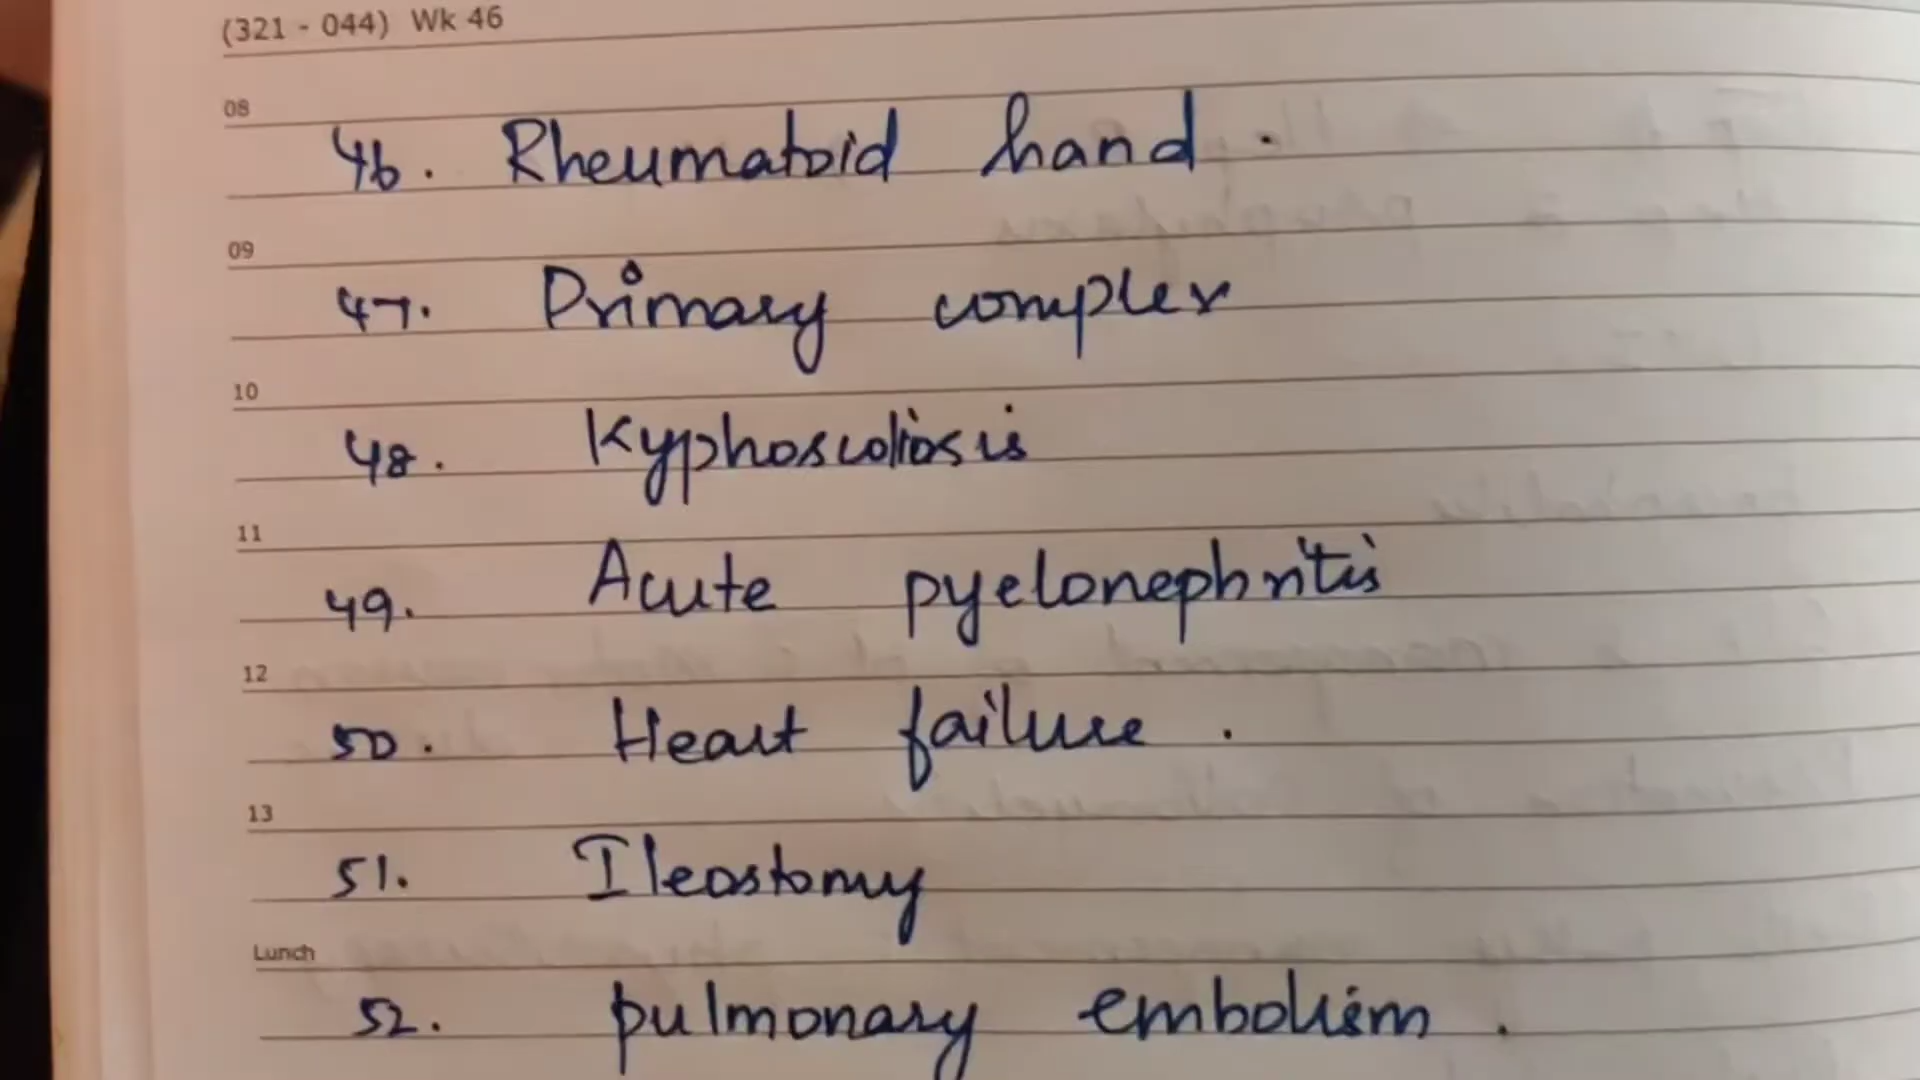 (321 - 044) Wk 46
08
46. Rheumatoid hand.
09
47. Primary complex
10
48. Kyphoscoliosis
11
49. Acute pyelonephritis
12
50. Heart failure.
13
51. Ileostomy
Lunch
52. pulmonary embolism.